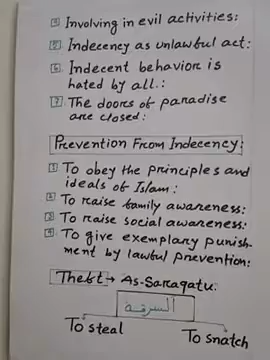 4 Involving in evil activities:
5 Indecency as unlawful act:
6 Indecent behavior is
hated by all.:
7 The doors of paradise
are closed:
Prevention From Indecency:
1 To obey the principles and
ideals of Islam:
2 To raise family awareness:
3 To raise social awareness:
4 To give exemplary punish-
ment by lawful prevention:
Theft → As-Saraqatu:
السرقة
To steal
To snatch